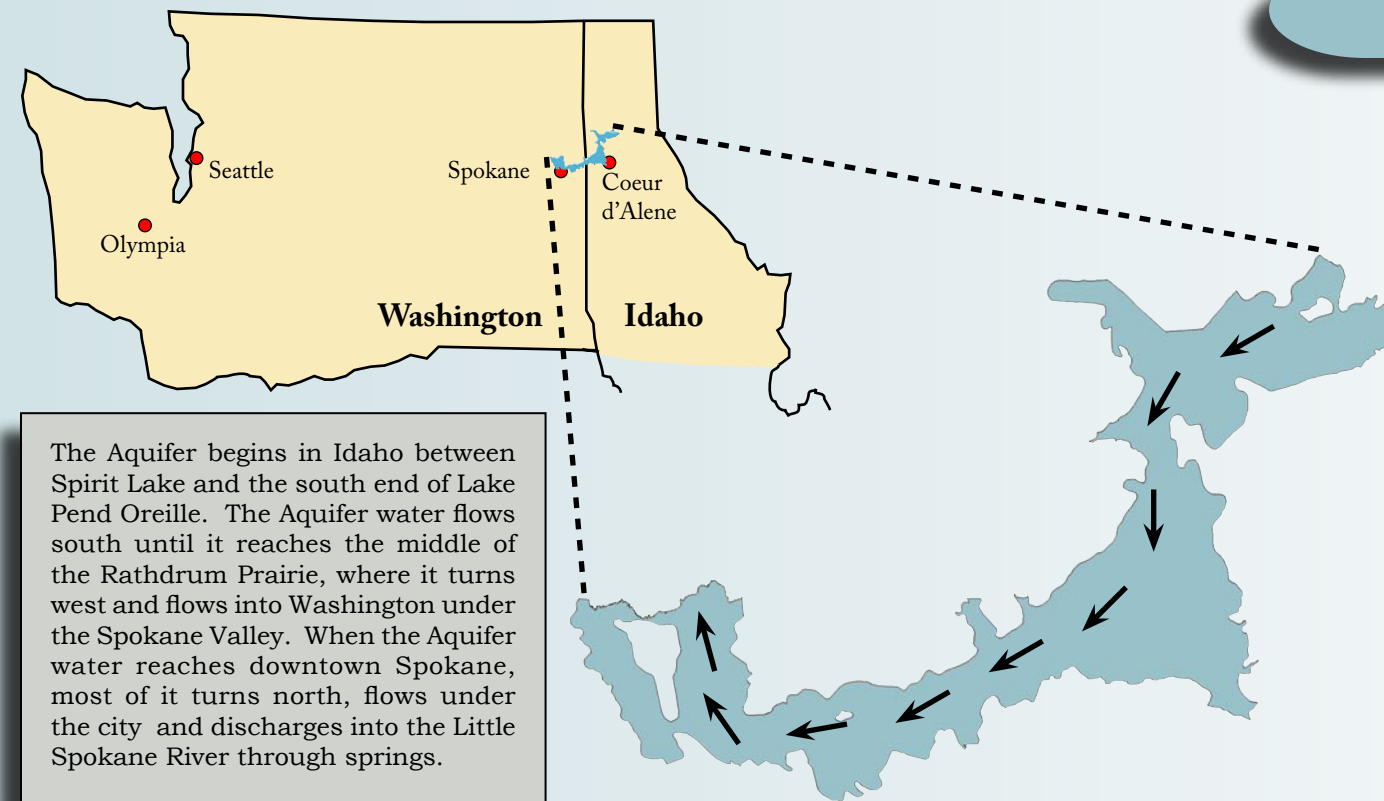 Seattle
Spokane
Coeur
d'Alene
Olympia
Washington
Idaho
The Aquifer begins in Idaho between
Spirit Lake and the south end of Lake
Pend Oreille.  The Aquifer water flows
south until it reaches the middle of
the Rathdrum Prairie, where it turns
west and flows into Washington under
the Spokane Valley.  When the Aquifer
water reaches downtown Spokane,
most of it turns north, flows under
the city  and discharges into the Little
Spokane River through springs.